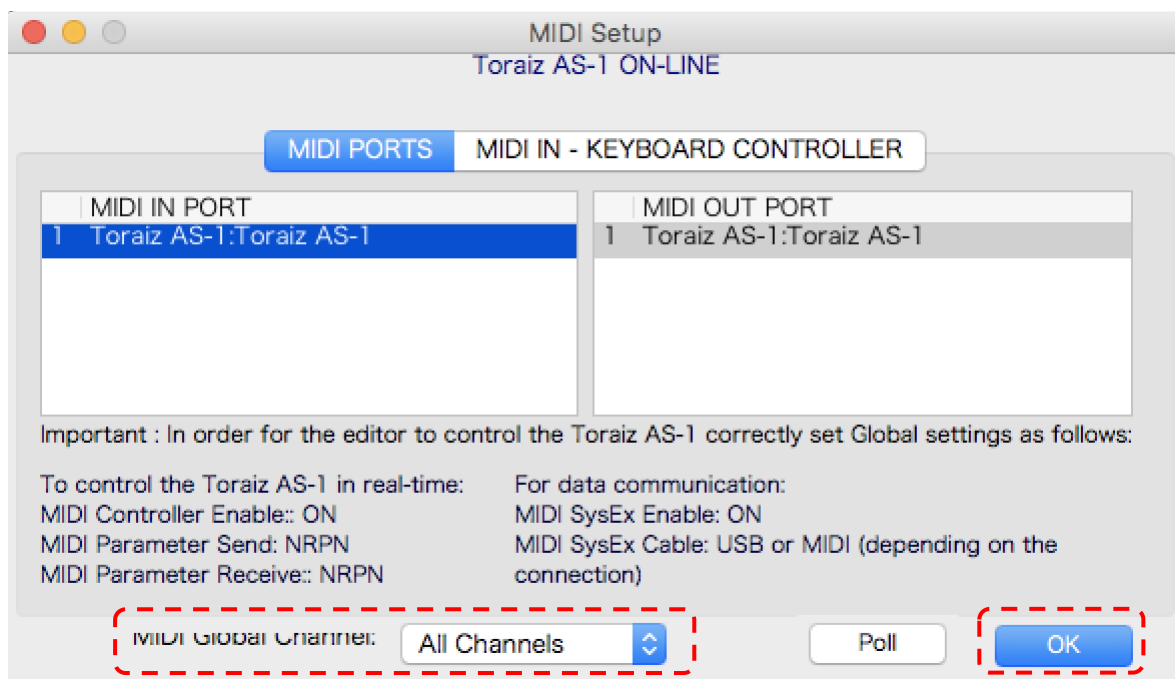 MIDI Setup
Toraiz AS-1 ON-LINE
MIDI PORTS MIDI IN - KEYBOARD CONTROLLER
MIDI IN PORT
1 Toraiz AS-1:Toraiz AS-1
MIDI OUT PORT
1 Toraiz AS-1:Toraiz AS-1
Important : In order for the editor to control the Toraiz AS-1 correctly set Global settings as follows:
To control the Toraiz AS-1 in real-time:
MIDI Controller Enable:: ON
MIDI Parameter Send: NRPN
MIDI Parameter Receive:: NRPN
For data communication:
MIDI SysEx Enable: ON
MIDI SysEx Cable: USB or MIDI (depending on the
connection)
MIDI Global Channel: All Channels Poll OK